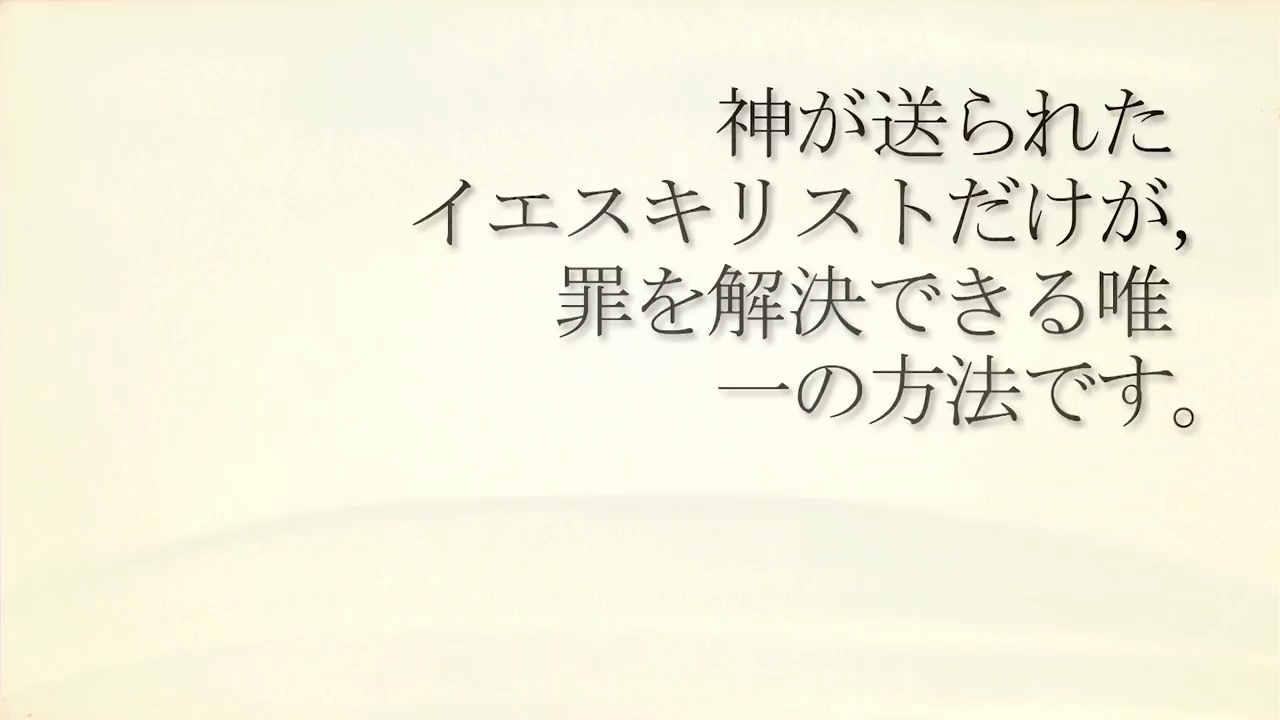 神が送られた
イエスキリストだけが,
罪を解決できる唯
一の方法です。